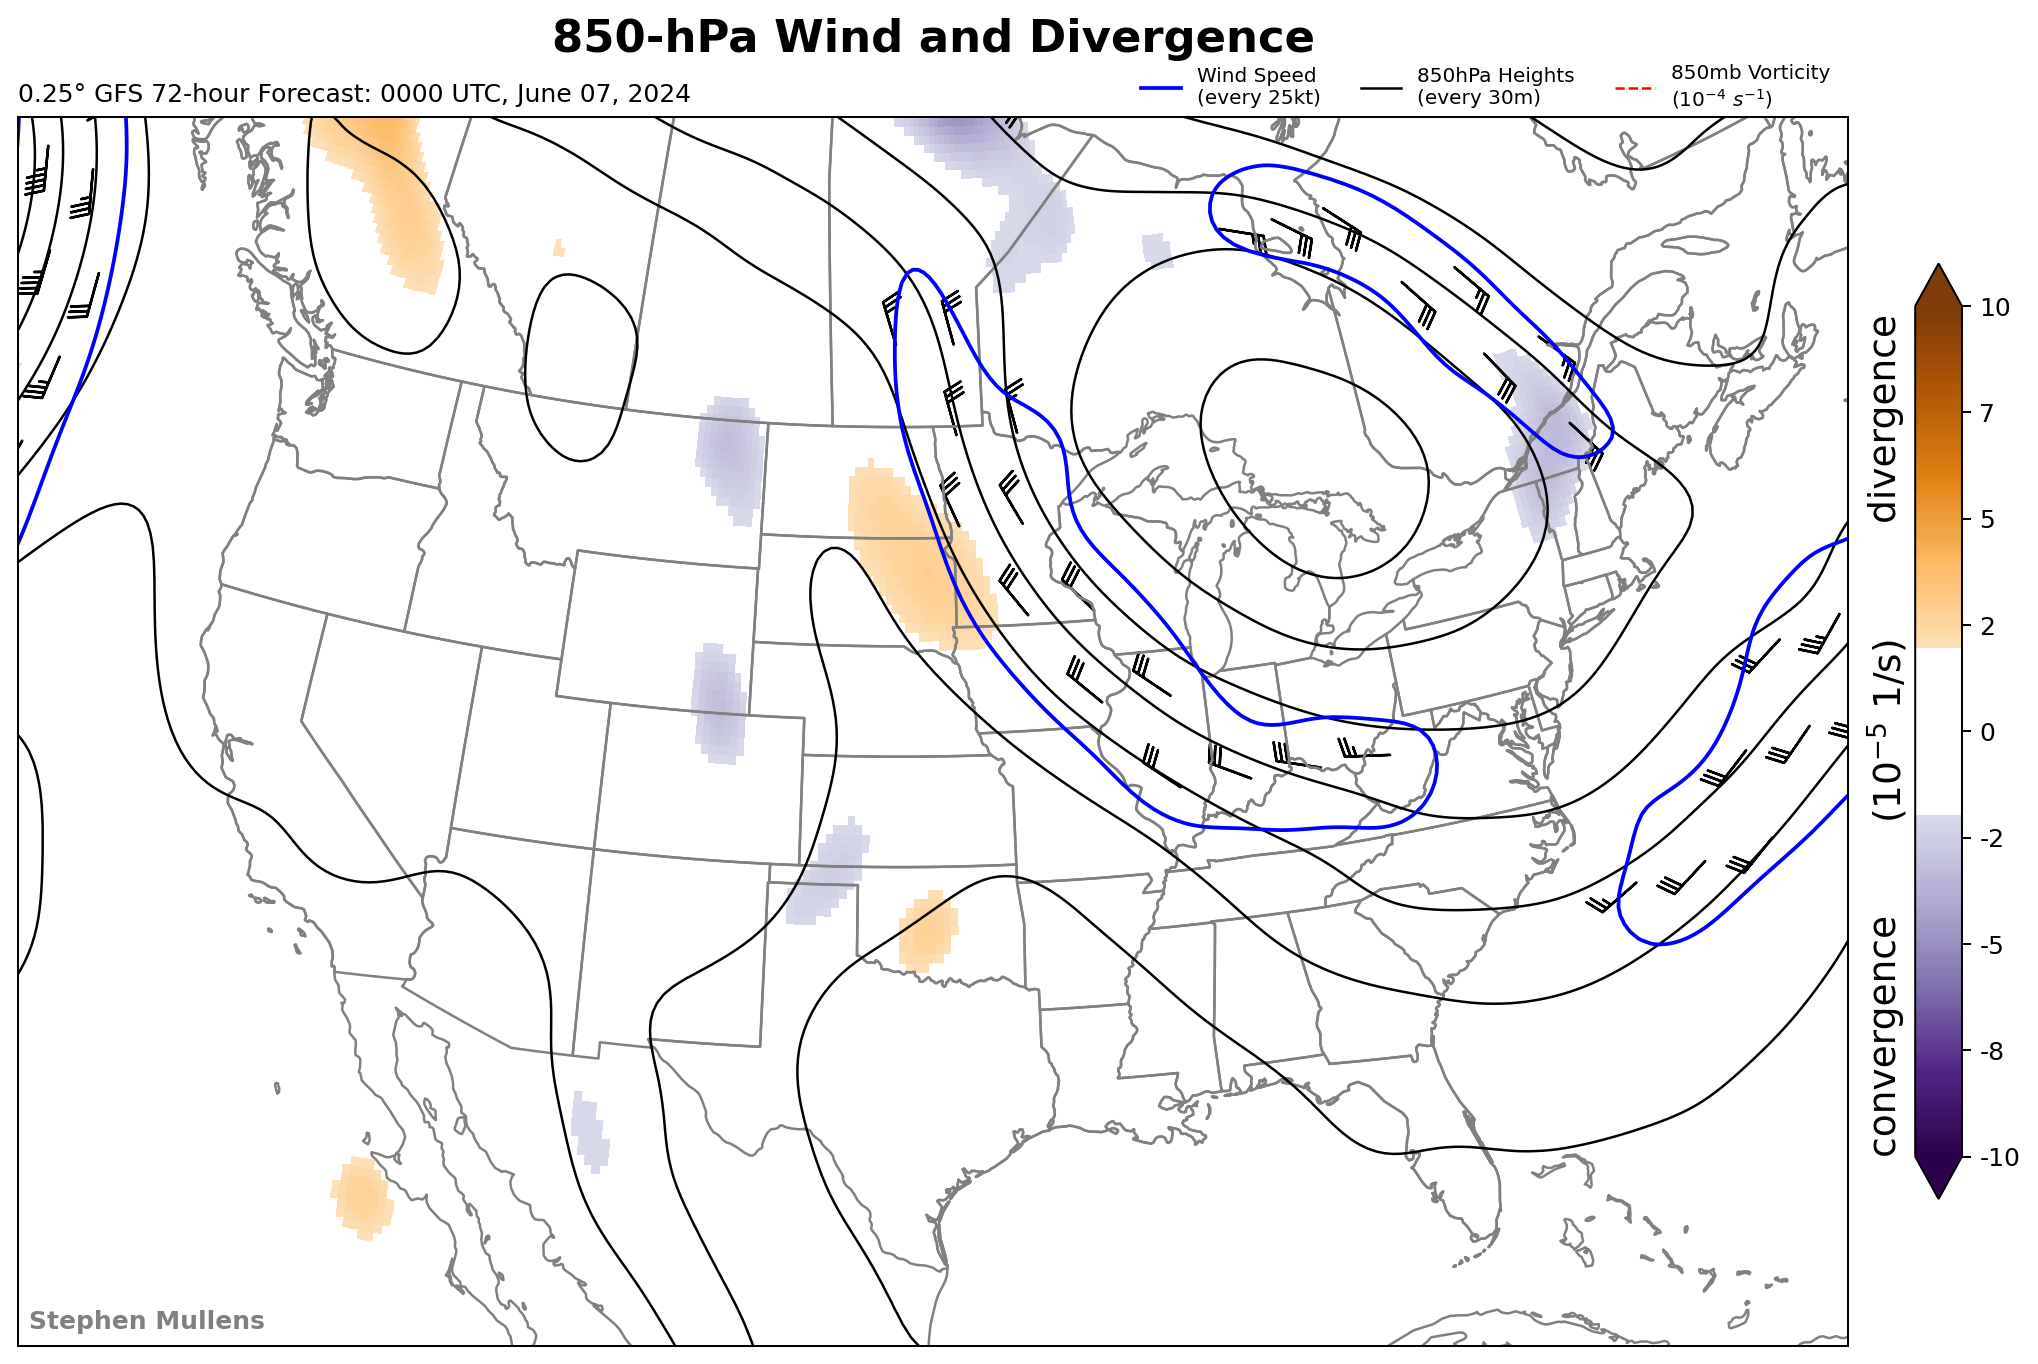 850-hPa Wind and Divergence
0.25° GFS 72-hour Forecast: 0000 UTC, June 07, 2024
Wind Speed
(every 25kt)
850hPa Heights
(every 30m)
850mb Vorticity
(10⁻⁴ s⁻¹)
10
7
5
2
0
-2
-5
-8
-10
convergence (10⁻⁵ 1/s) divergence
Stephen Mullens